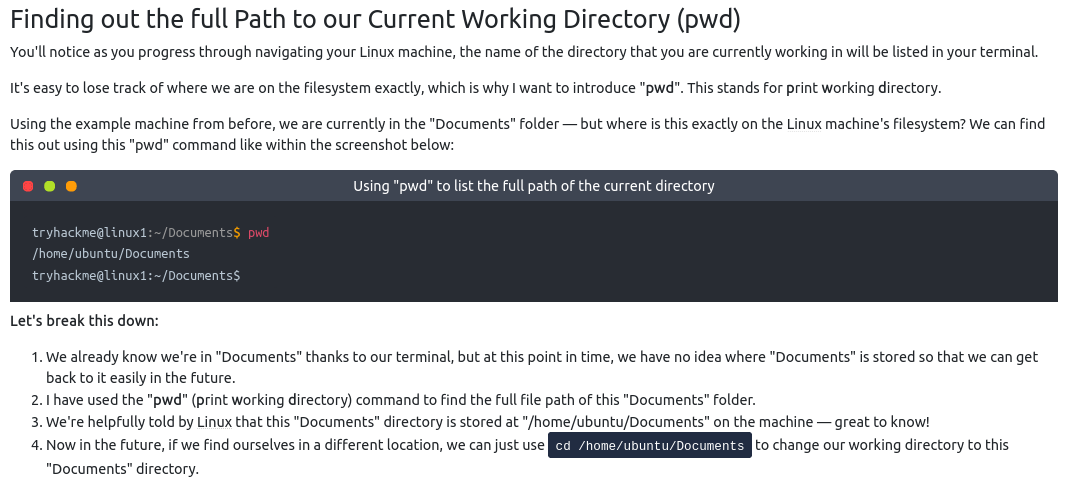 Finding out the full Path to our Current Working Directory (pwd)
You'll notice as you progress through navigating your Linux machine, the name of the directory that you are currently working in will be listed in your terminal.
It's easy to lose track of where we are on the filesystem exactly, which is why I want to introduce "pwd". This stands for print working directory.
Using the example machine from before, we are currently in the "Documents" folder — but where is this exactly on the Linux machine's filesystem? We can find
this out using this "pwd" command like within the screenshot below:
Using "pwd" to list the full path of the current directory
tryhackme@linux1:~/Documents$ pwd
/home/ubuntu/Documents
tryhackme@linux1:~/Documents$
Let's break this down:
1. We already know we're in "Documents" thanks to our terminal, but at this point in time, we have no idea where "Documents" is stored so that we can get
back to it easily in the future.
2. I have used the "pwd" (print working directory) command to find the full file path of this "Documents" folder.
3. We're helpfully told by Linux that this "Documents" directory is stored at "/home/ubuntu/Documents" on the machine — great to know!
4. Now in the future, if we find ourselves in a different location, we can just use cd /home/ubuntu/Documents to change our working directory to this
"Documents" directory.